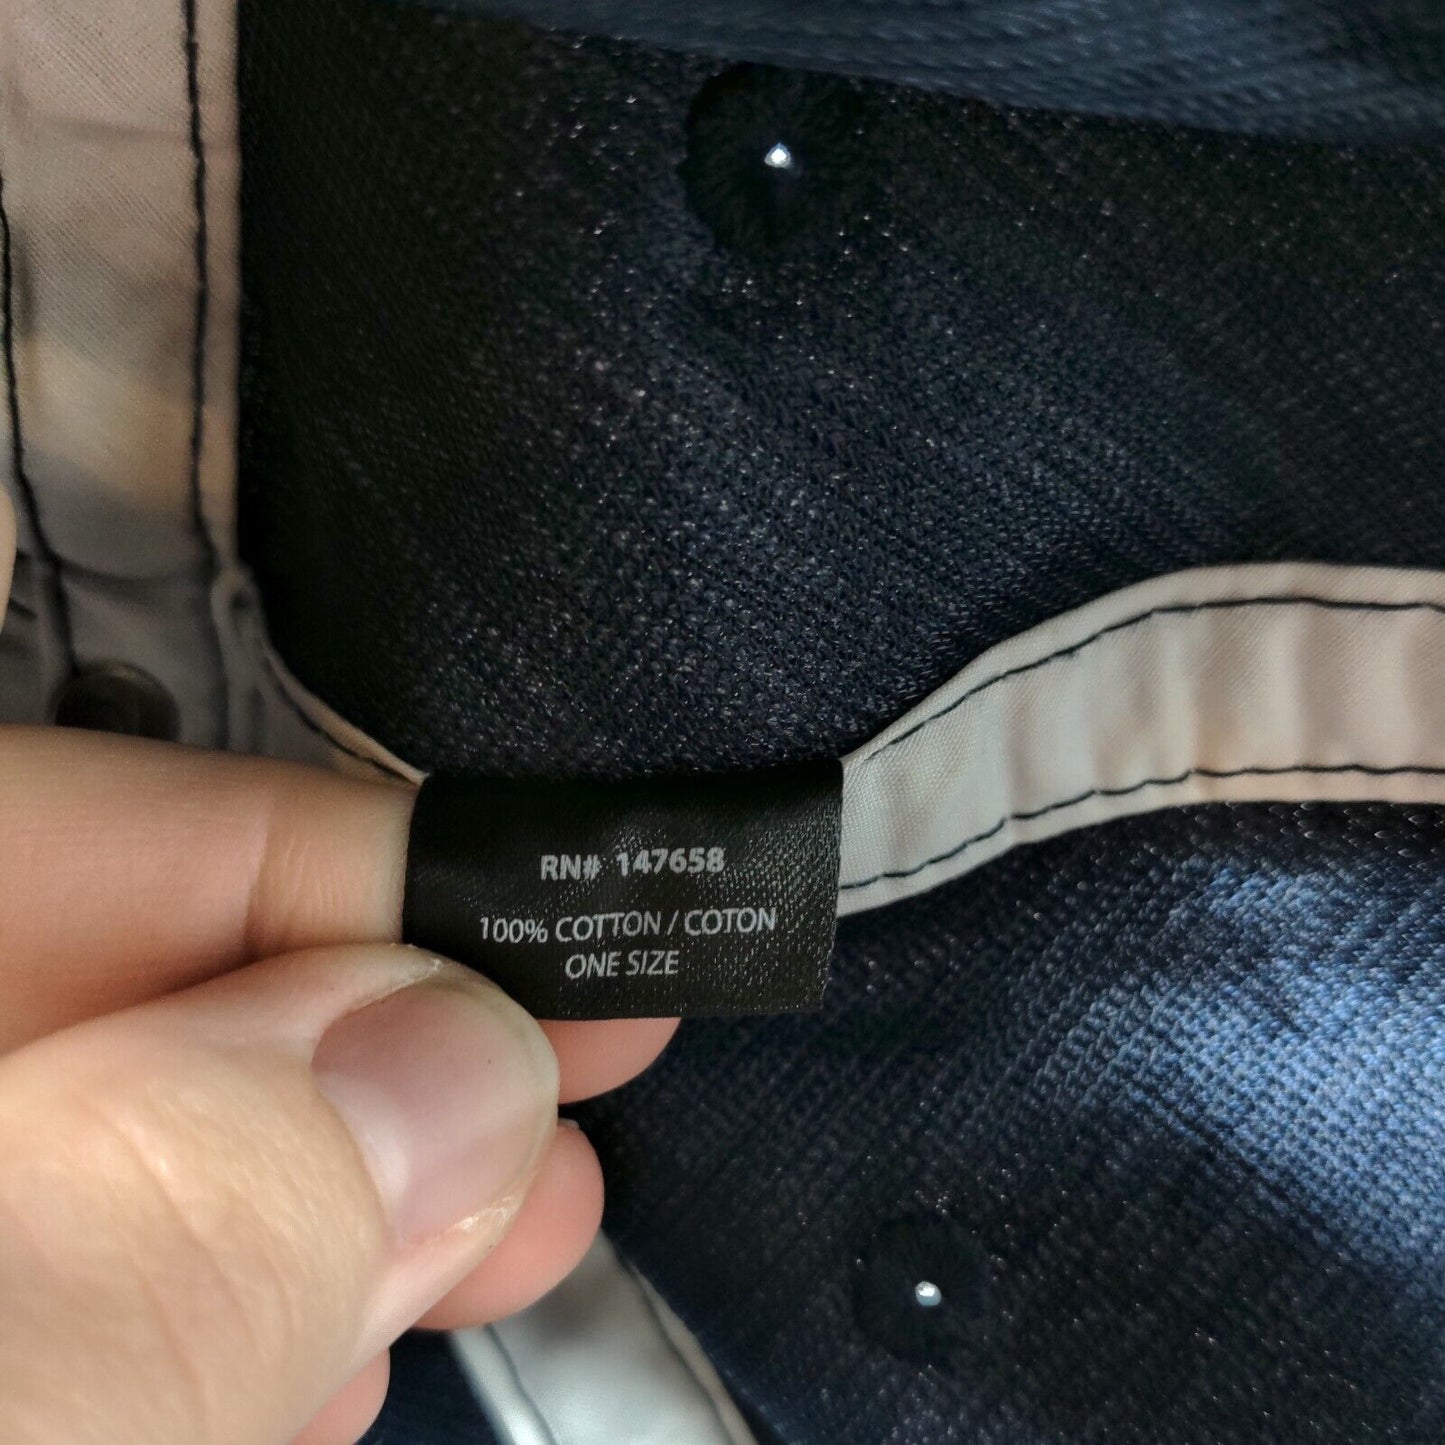 RN# 147658
100% COTTON / COTON
ONE SIZE